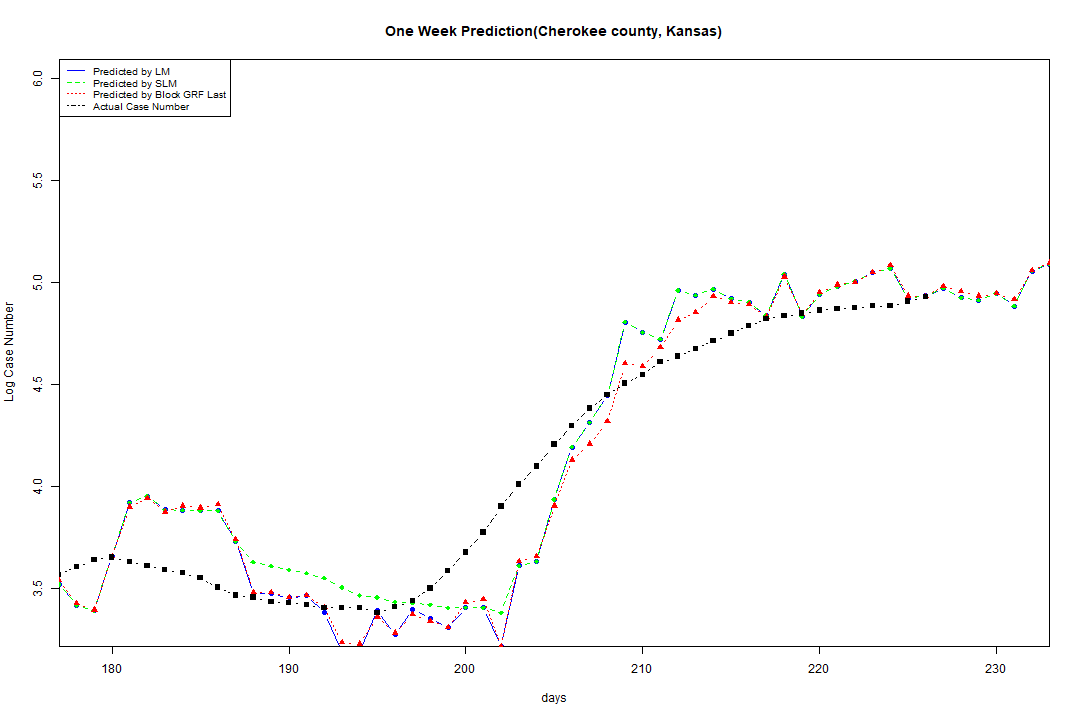 One Week Prediction(Cherokee county, Kansas)
Predicted by LM
Predicted by SLM
Predicted by Block GRF Last
Actual Case Number
6.0
5.5
5.0
4.5
4.0
3.5
Log Case Number
180 190 200 210 220 230
days